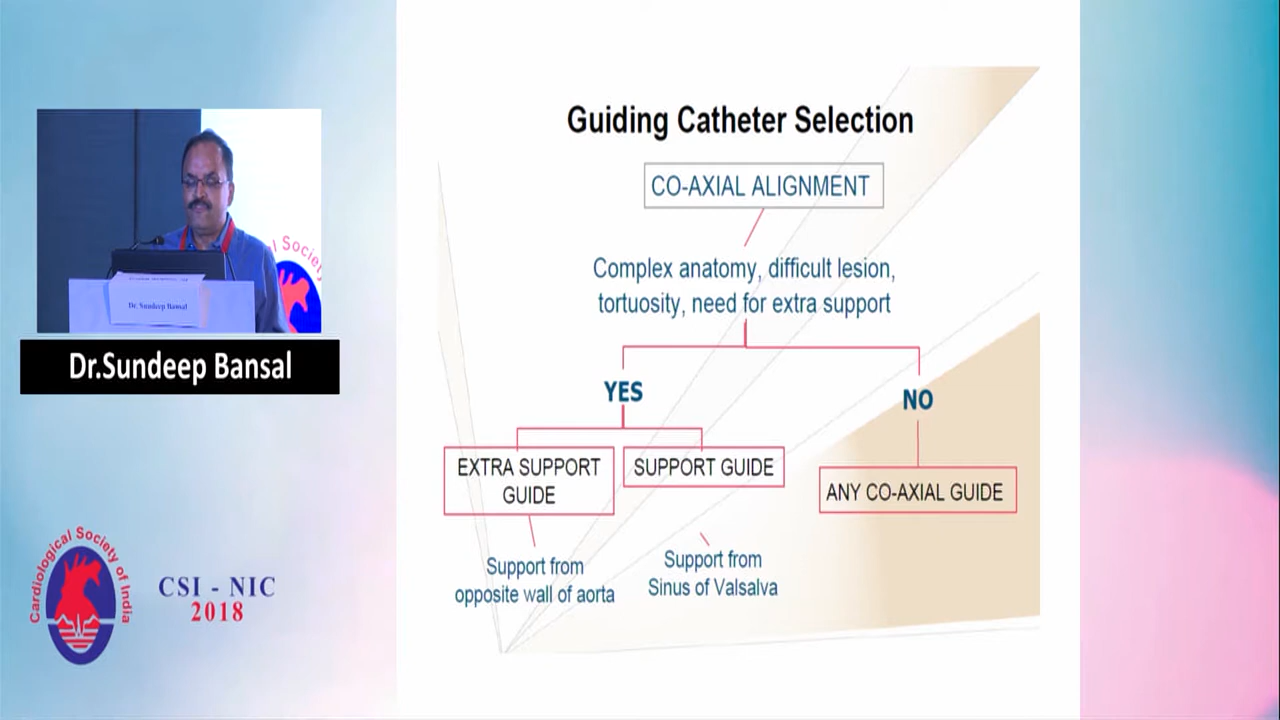 Guiding Catheter Selection
CO-AXIAL ALIGNMENT
Complex anatomy, difficult lesion,
tortuosity, need for extra support
YES
NO
EXTRA SUPPORT
GUIDE
SUPPORT GUIDE
ANY CO-AXIAL GUIDE
Support from
opposite wall of aorta
Support from
Sinus of Valsalva
l Society
Dr. Sundeep Bansal
Dr.Sundeep Bansal
Cardiological Society of India
CSI - NIC
2018